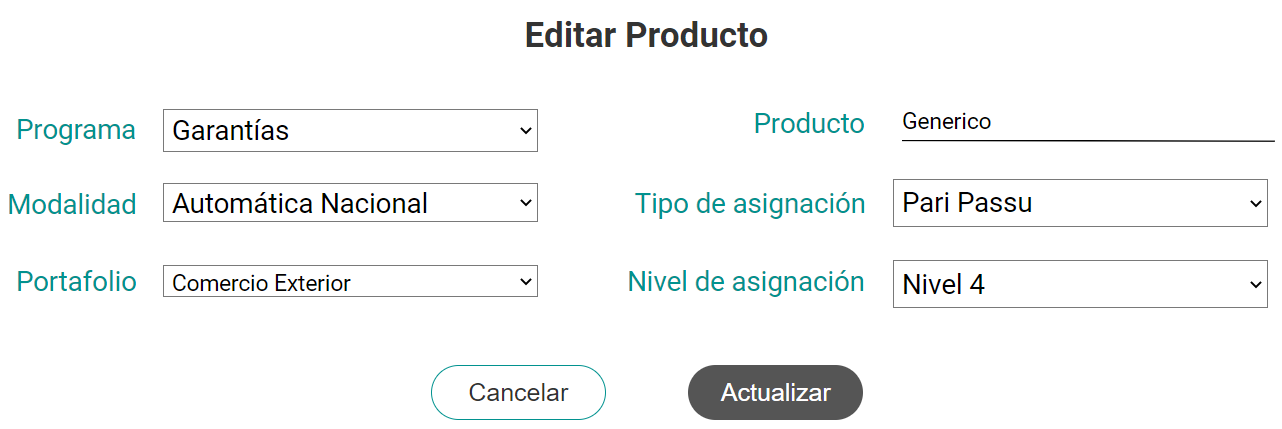 Editar Producto
Programa Garantías Producto Generico
Modalidad Automática Nacional Tipo de asignación Pari Passu
Portafolio Comercio Exterior Nivel de asignación Nivel 4
Cancelar Actualizar